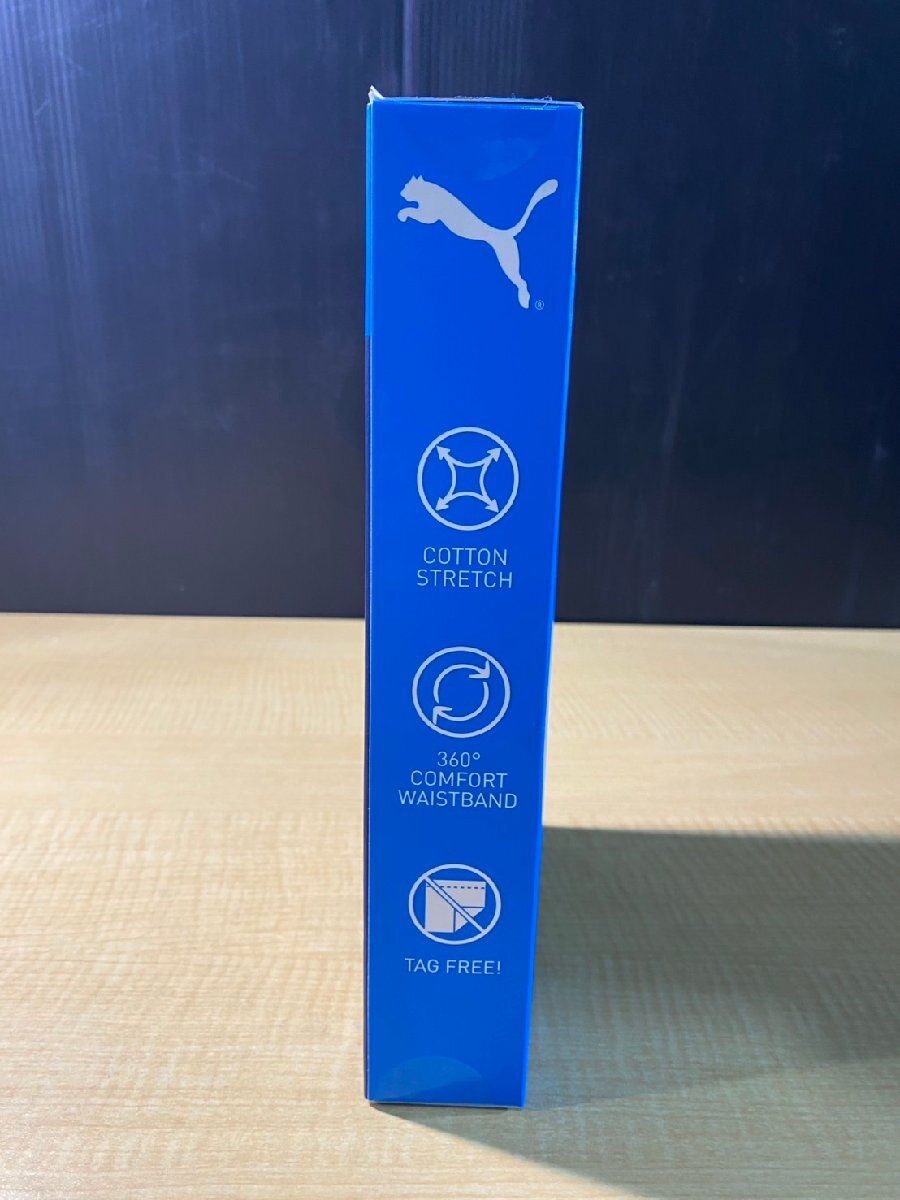 ®
COTTON
STRETCH
360°
COMFORT
WAISTBAND
TAG FREE!